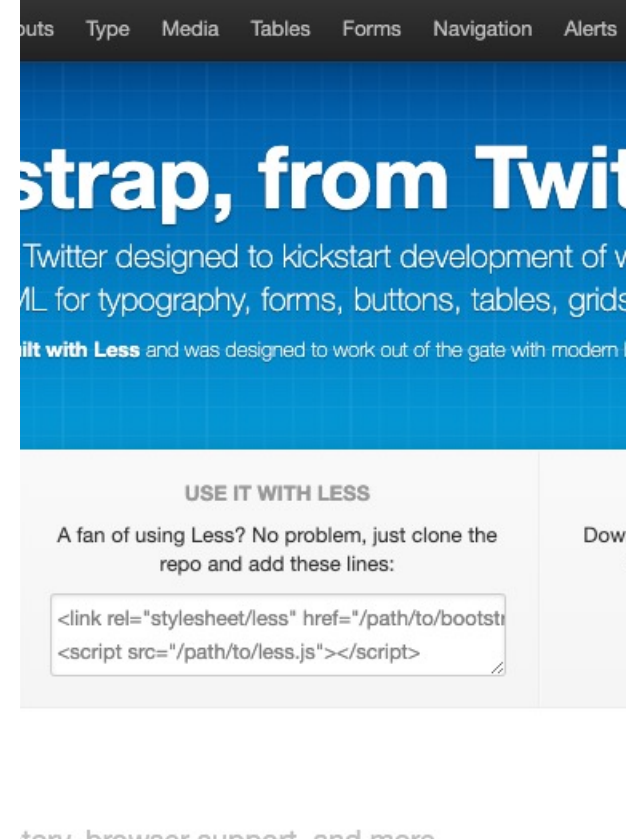 outs Type Media Tables Forms Navigation Alerts
strap, from Twit
Twitter designed to kickstart development of w
ML for typography, forms, buttons, tables, grids
ilt with Less and was designed to work out of the gate with modern
USE IT WITH LESS
A fan of using Less? No problem, just clone the
repo and add these lines:
<link rel="stylesheet/less" href="/path/to/bootstr
<script src="/path/to/less.js"></script>
Dow
tory, browser support, and more